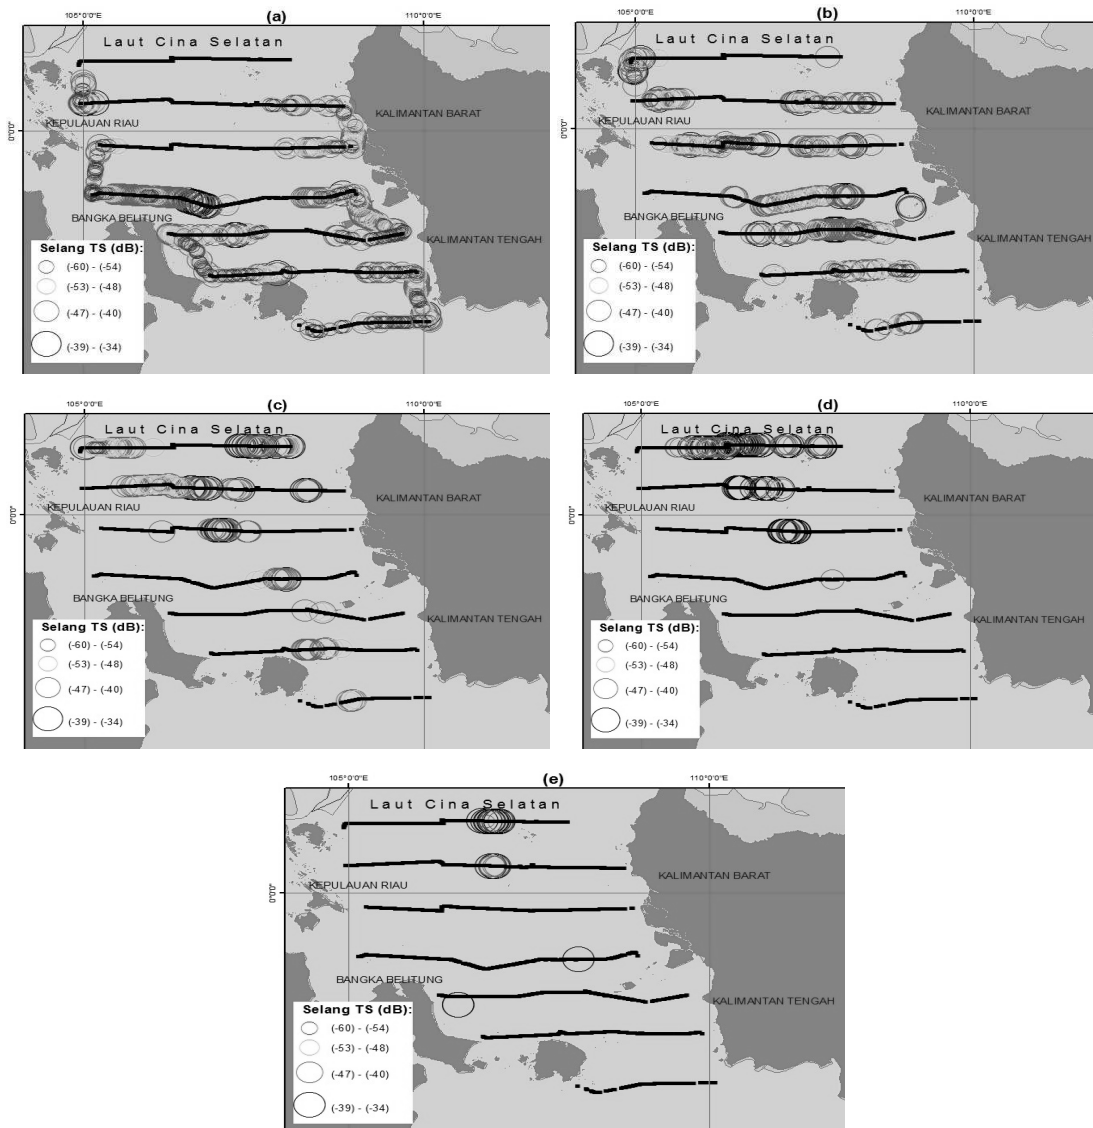 (a)
105°0'0"E
110°0'0"E
Laut Cina Selatan
KALIMANTAN BARAT
KEPULAUAN RIAU
0°0'0"
BANGKA BELITUNG
KALIMANTAN TENGAH
Selang TS (dB):
(-60) - (-54)
(-53) - (-48)
(-47) - (-40)
(-39) - (-34)
(b)
105°0'0"E
110°0'0"E
Laut Cina Selatan
KALIMANTAN BARAT
KEPULAUAN RIAU
0°0'0"
BANGKA BELITUNG
KALIMANTAN TENGAH
Selang TS (dB):
(-60) - (-54)
(-53) - (-48)
(-47) - (-40)
(-39) - (-34)
(c)
105°0'0"E
110°0'0"E
Laut Cina Selatan
KALIMANTAN BARAT
KEPULAUAN RIAU
0°0'0"
BANGKA BELITUNG
KALIMANTAN TENGAH
Selang TS (dB):
(-60) - (-54)
(-53) - (-48)
(-47) - (-40)
(-39) - (-34)
(d)
105°0'0"E
110°0'0"E
Laut Cina Selatan
KALIMANTAN BARAT
KEPULAUAN RIAU
0°0'0"
BANGKA BELITUNG
KALIMANTAN TENGAH
Selang TS (dB):
(-60) - (-54)
(-53) - (-48)
(-47) - (-40)
(-39) - (-34)
(e)
105°0'0"E
110°0'0"E
Laut Cina Selatan
KALIMANTAN BARAT
KEPULAUAN RIAU
0°0'0"
BANGKA BELITUNG
KALIMANTAN TENGAH
Selang TS (dB):
(-60) - (-54)
(-53) - (-48)
(-47) - (-40)
(-39) - (-34)